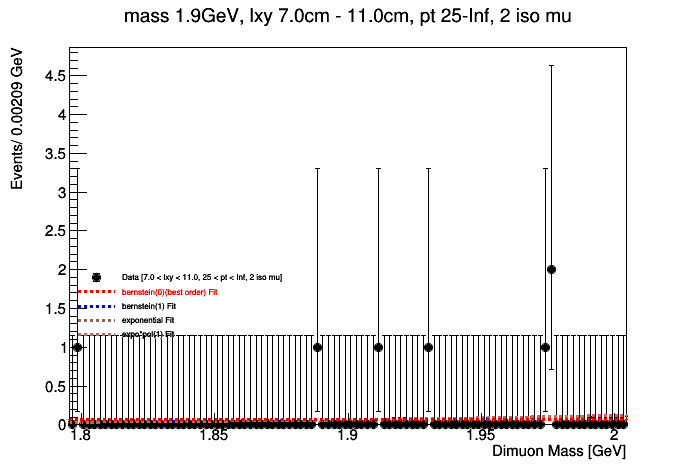 mass 1.9GeV, lxy 7.0cm - 11.0cm, pt 25-Inf, 2 iso mu
Events/ 0.00209 GeV
4.5
4
3.5
3
2.5
2
1.5
1
0.5
0
Data [7.0 < lxy < 11.0, 25 < pt < Inf, 2 iso mu]
bernstein(0)(best order) Fit
bernstein(1) Fit
exponential Fit
expo*pol(1) Fit
1.8 1.85 1.9 1.95 2
Dimuon Mass [GeV]